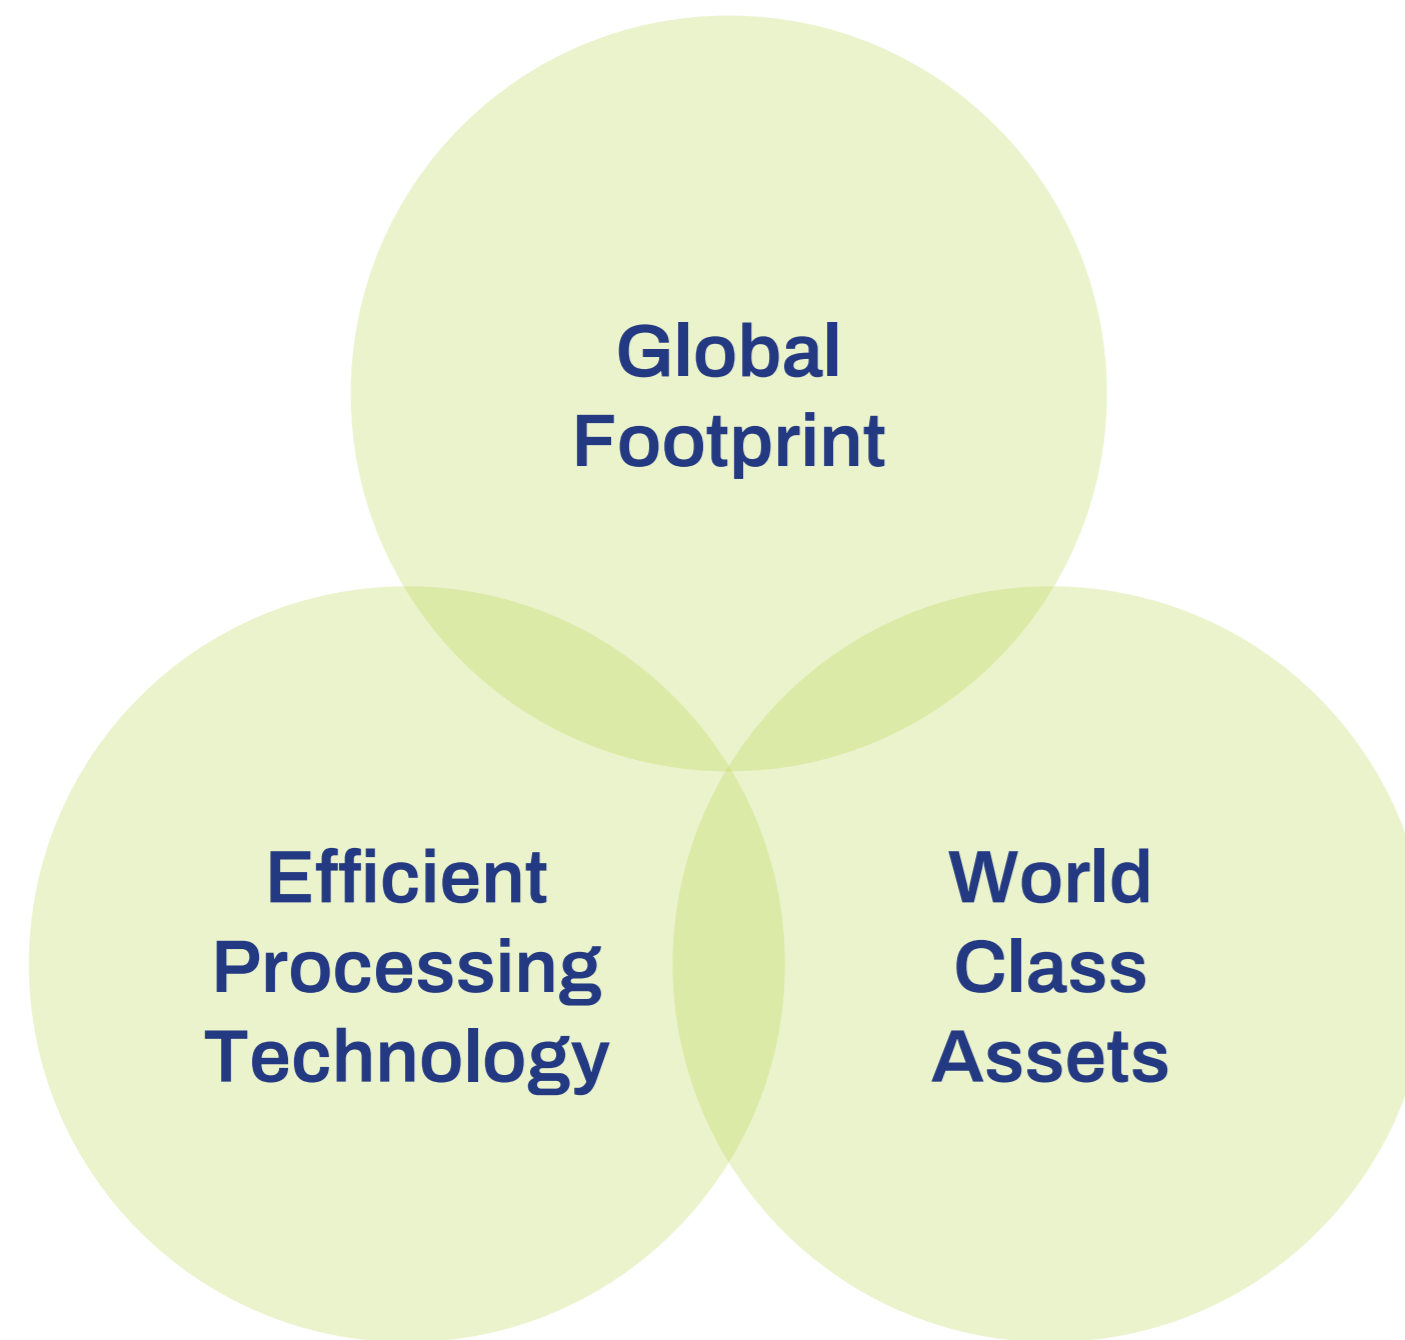 Global
Footprint
Efficient
Processing
Technology
World
Class
Assets